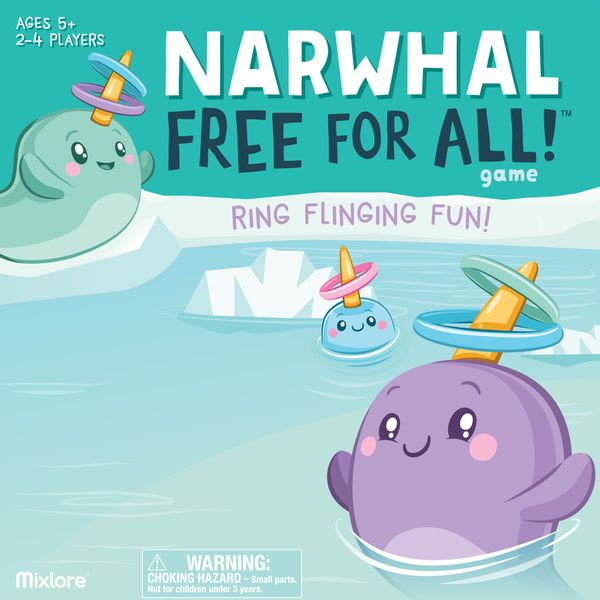 AGES 5+
2-4 PLAYERS
NARWHAL
FREE FOR ALL!™
game
RING FLINGING FUN!
Mixlore™
WARNING:
CHOKING HAZARD - Small parts.
Not for children under 3 years.